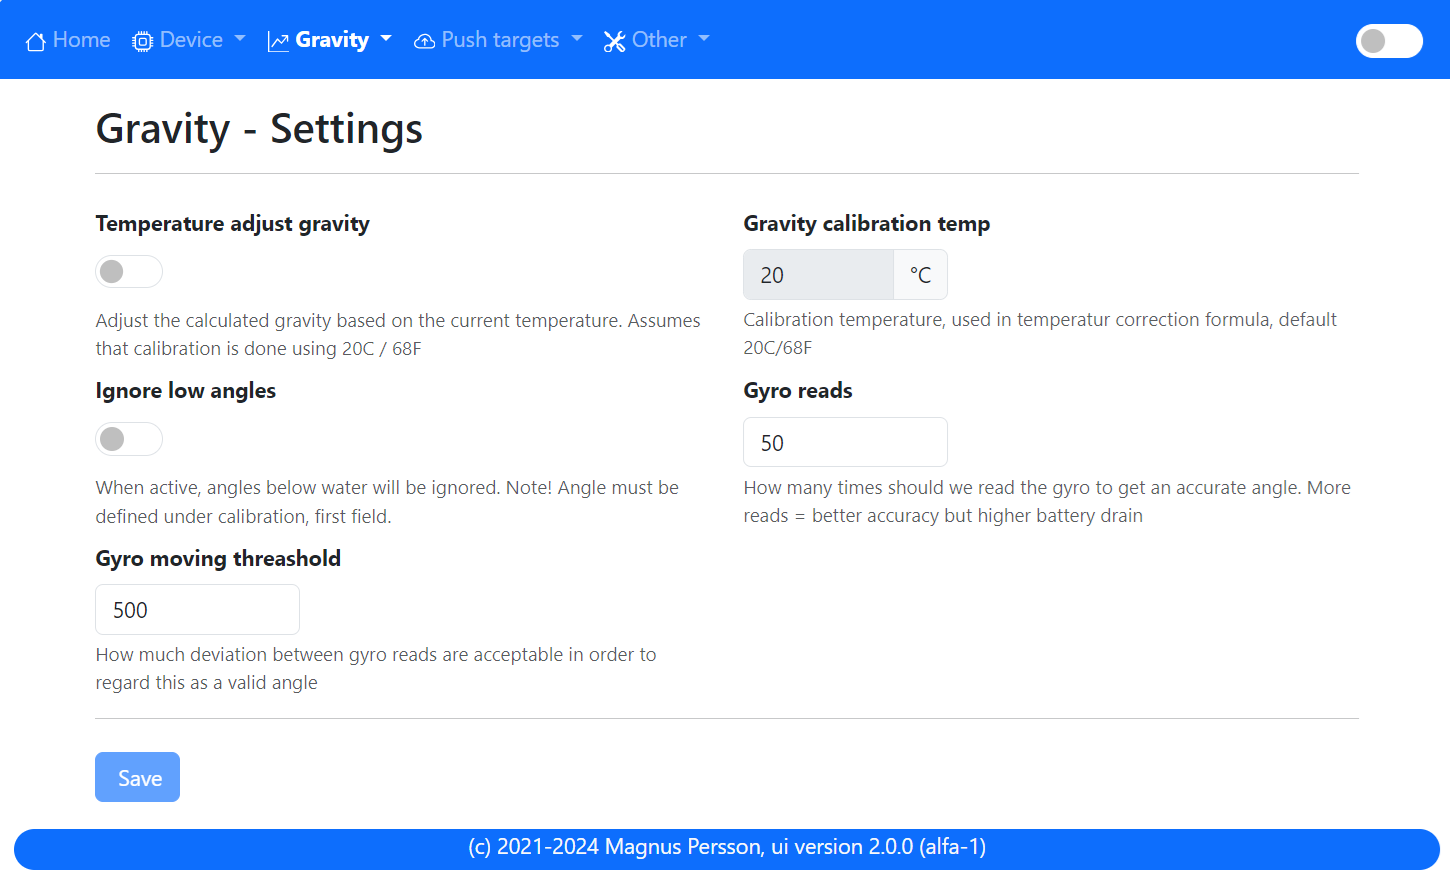 Home Device Gravity Push targets Other
Gravity - Settings
Temperature adjust gravity
Adjust the calculated gravity based on the current temperature. Assumes
that calibration is done using 20C / 68F
Gravity calibration temp
20 °C
Calibration temperature, used in temperatur correction formula, default
20C/68F
Ignore low angles
When active, angles below water will be ignored. Note! Angle must be
defined under calibration, first field.
Gyro reads
50
How many times should we read the gyro to get an accurate angle. More
reads = better accuracy but higher battery drain
Gyro moving threashold
500
How much deviation between gyro reads are acceptable in order to
regard this as a valid angle
Save
(c) 2021-2024 Magnus Persson, ui version 2.0.0 (alfa-1)